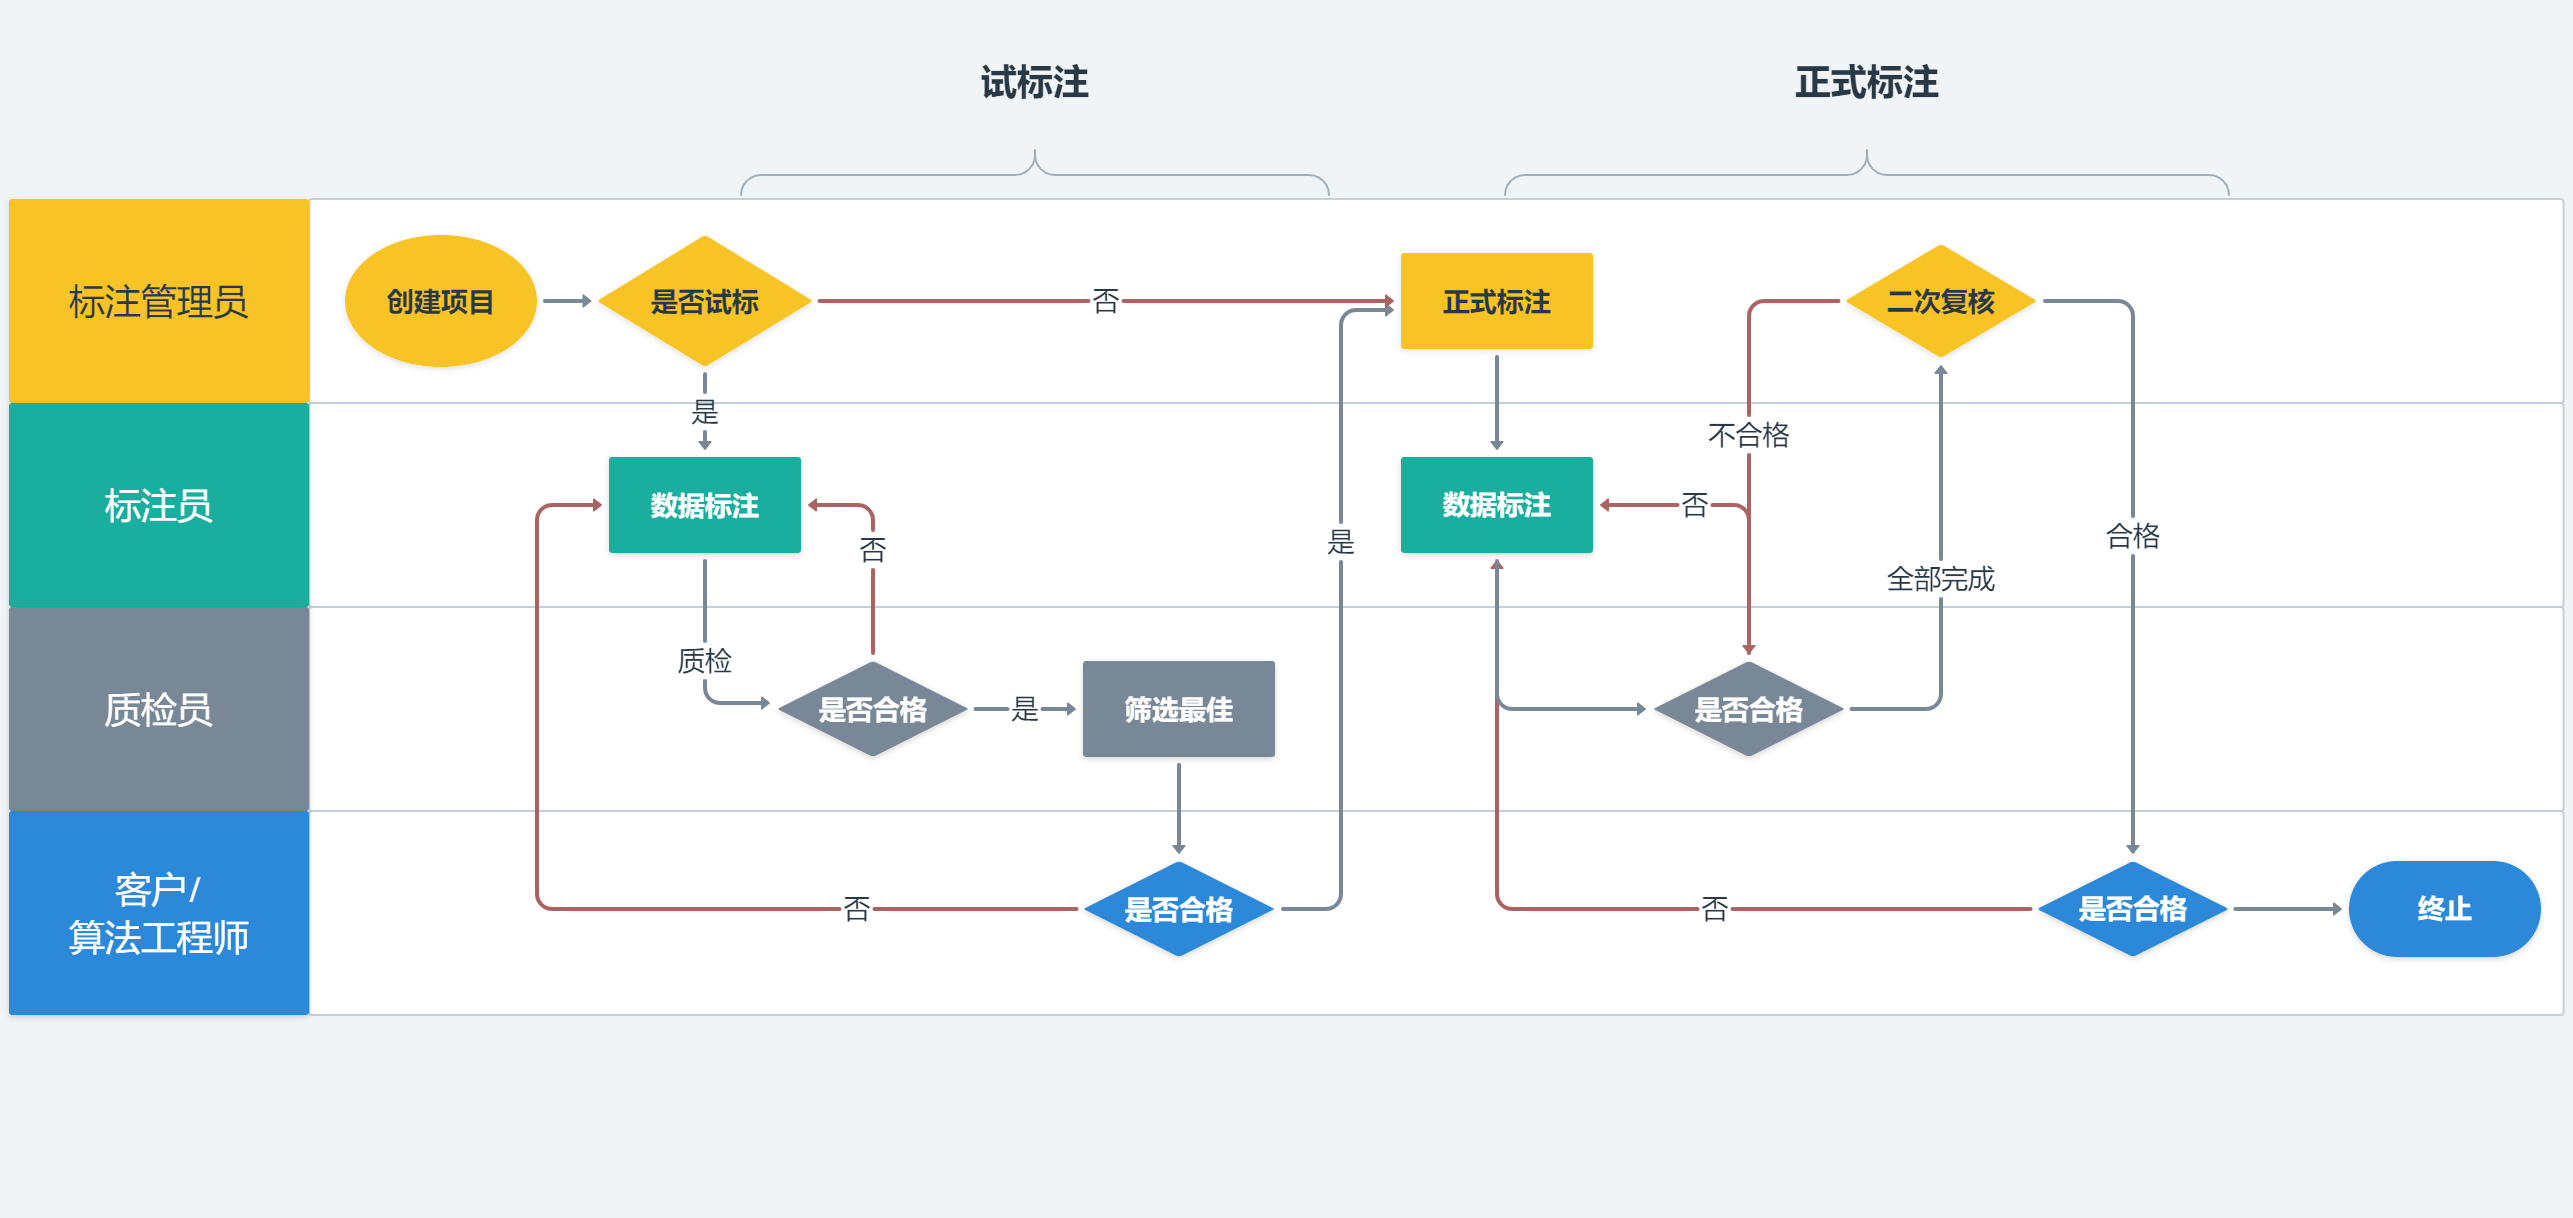 试标注
正式标注
标注管理员
创建项目
是否试标
否
正式标注
二次复核
是
不合格
标注员
数据标注
否
是
数据标注
否
全部完成
合格
质检员
质检
是否合格
是
筛选最佳
是否合格
客户/
算法工程师
否
是否合格
否
是否合格
终止